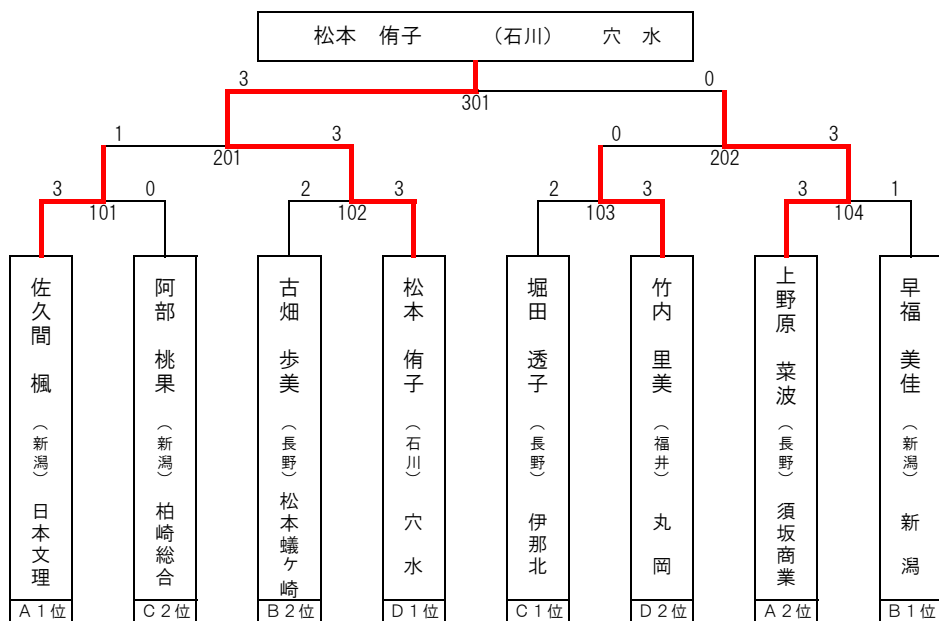 松本　侑子　（石川）　穴　水
3 0
301
1 3 0 3
201 202
3 0 2 3 2 3 3 1
101 102 103 104
佐久間　楓　（新潟）　日本文理
阿部　桃果　（新潟）　柏崎総合
古畑　歩美　（長野）　松本蟻ヶ崎
松本　侑子　（石川）　穴　水
堀田　透子　（長野）　伊那北
竹内　里美　（福井）　丸　岡
上野原　菜波　（長野）　須坂商業
早福　美佳　（新潟）　新　潟
Ａ１位 Ｃ２位 Ｂ２位 Ｄ１位 Ｃ１位 Ｄ２位 Ａ２位 Ｂ１位